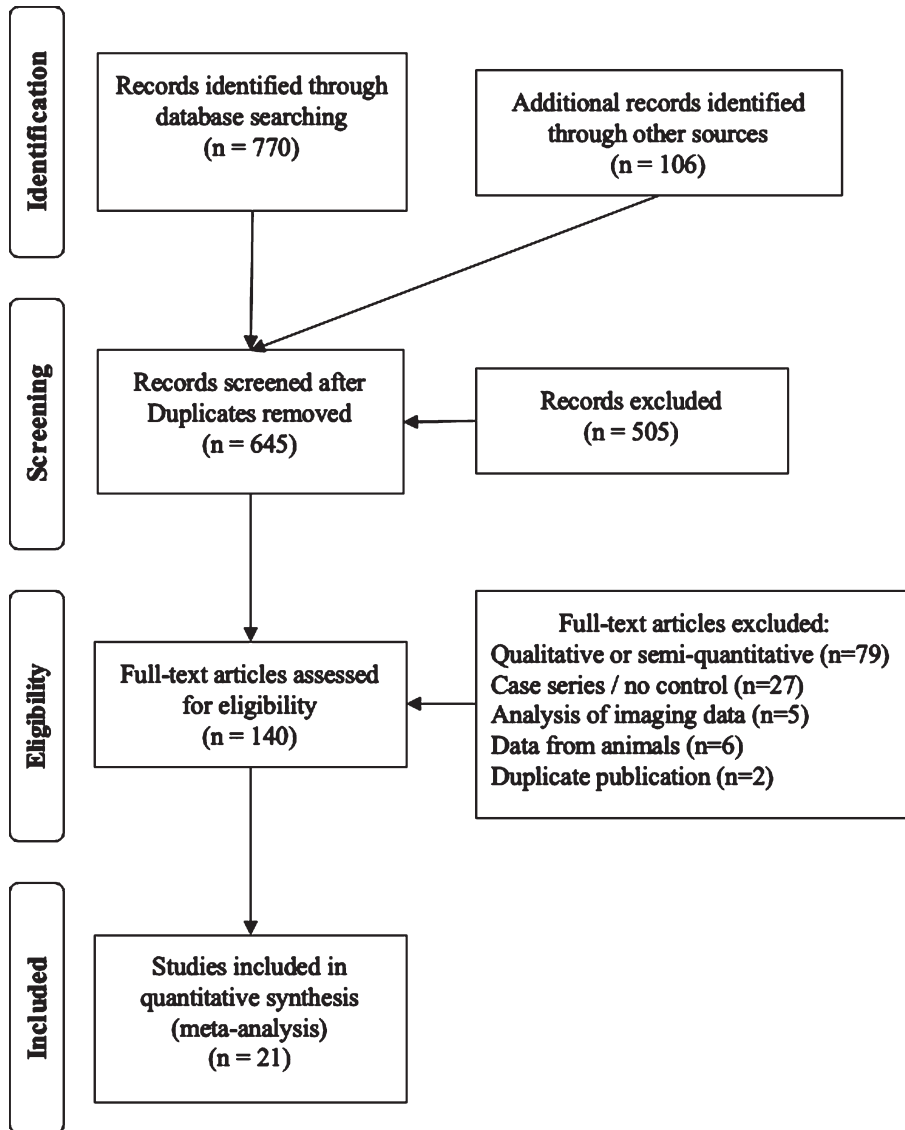 Identification
Records identified through
database searching
(n = 770)
Additional records identified
through other sources
(n = 106)
Screening
Records screened after
Duplicates removed
(n = 645)
Records excluded
(n = 505)
Eligibility
Full-text articles assessed
for eligibility
(n = 140)
Full-text articles excluded:
Qualitative or semi-quantitative (n=79)
Case series / no control (n=27)
Analysis of imaging data (n=5)
Data from animals (n=6)
Duplicate publication (n=2)
Included
Studies included in
quantitative synthesis
(meta-analysis)
(n = 21)